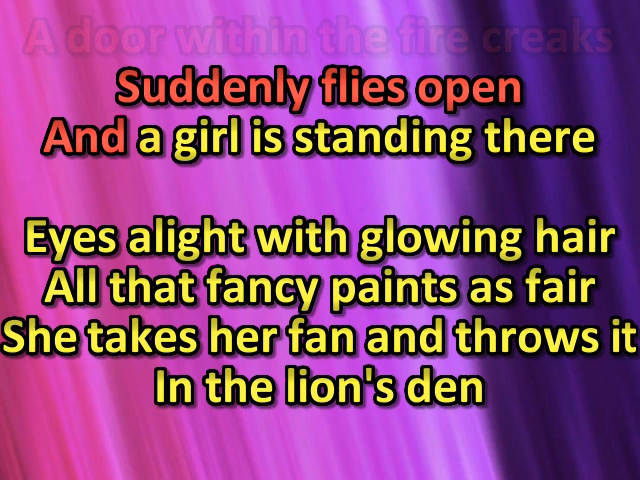 A door within the fire creaks
Suddenly flies open
And a girl is standing there
Eyes alight with glowing hair
All that fancy paints as fair
She takes her fan and throws it
In the lion's den